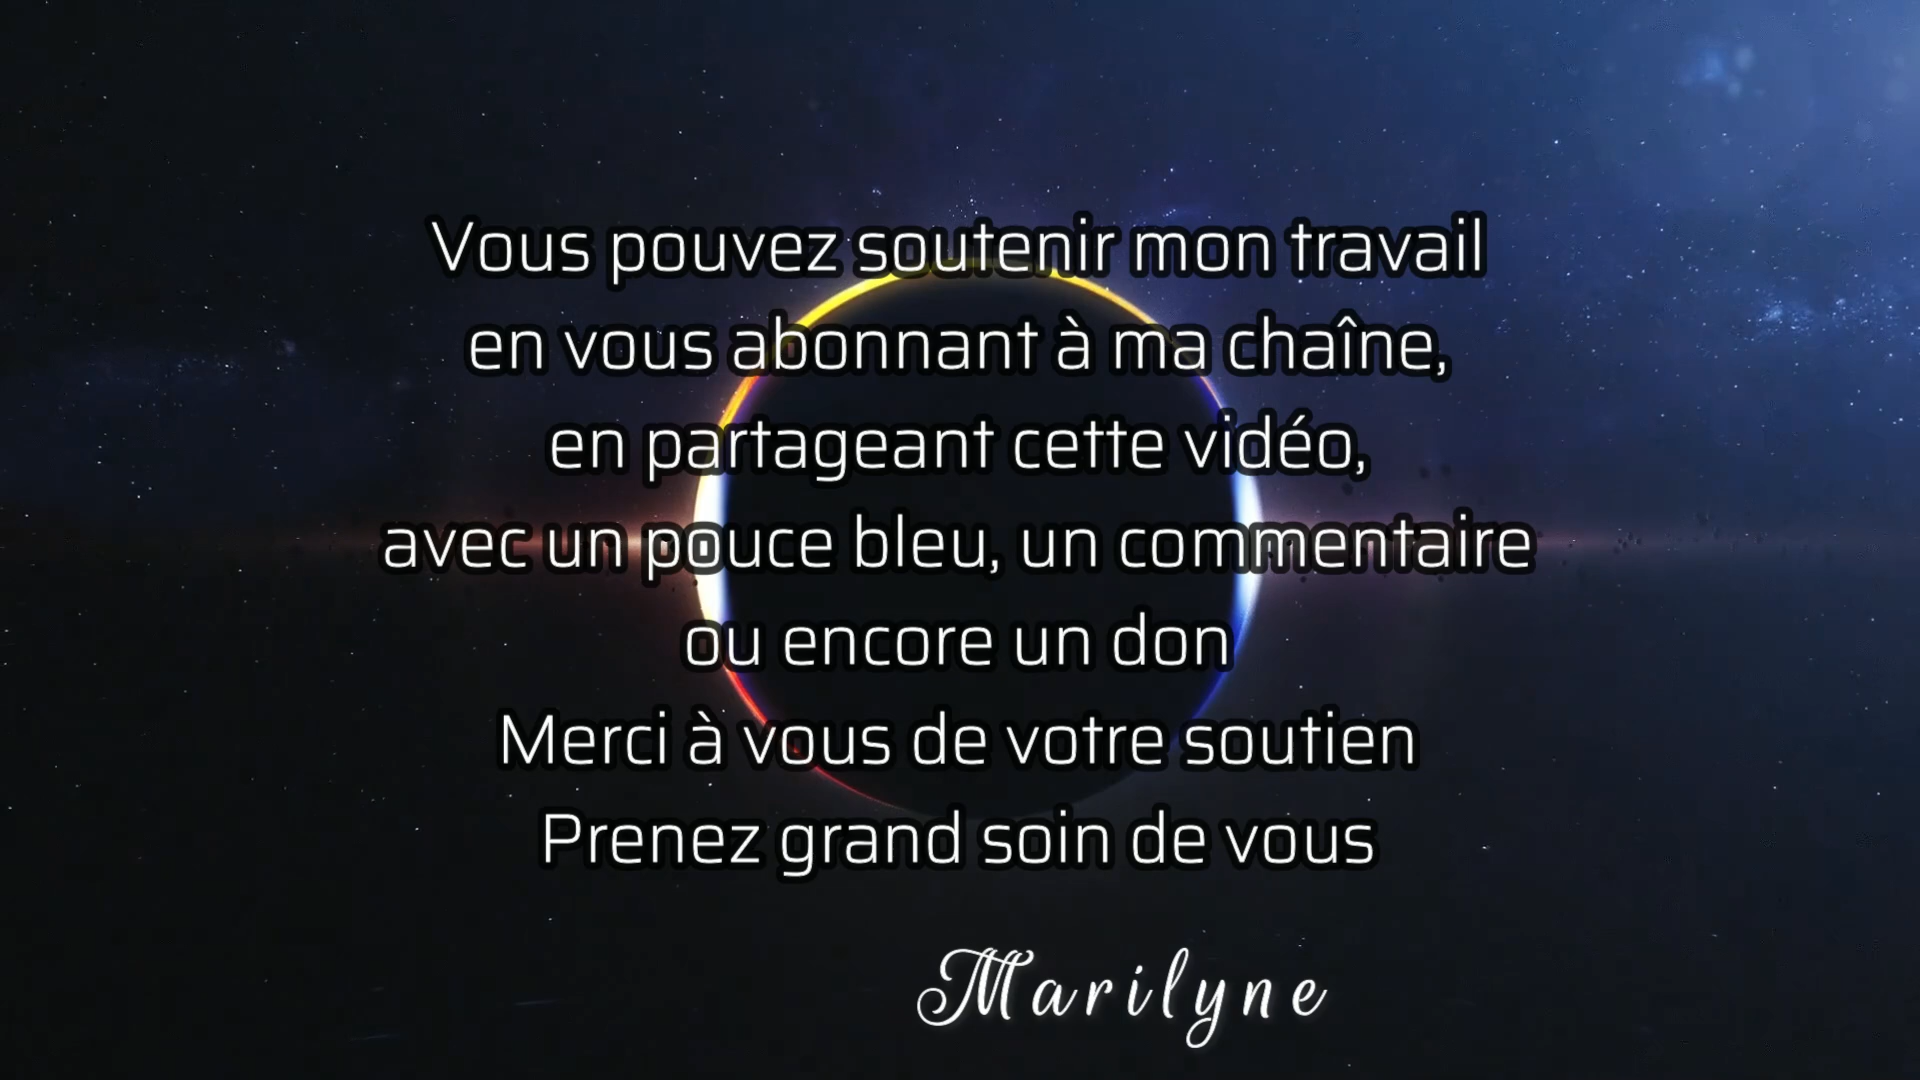 Vous pouvez soutenir mon travail
en vous abonnant à ma chaîne,
en partageant cette vidéo,
avec un pouce bleu, un commentaire
ou encore un don
Merci à vous de votre soutien
Prenez grand soin de vous
Marilyne